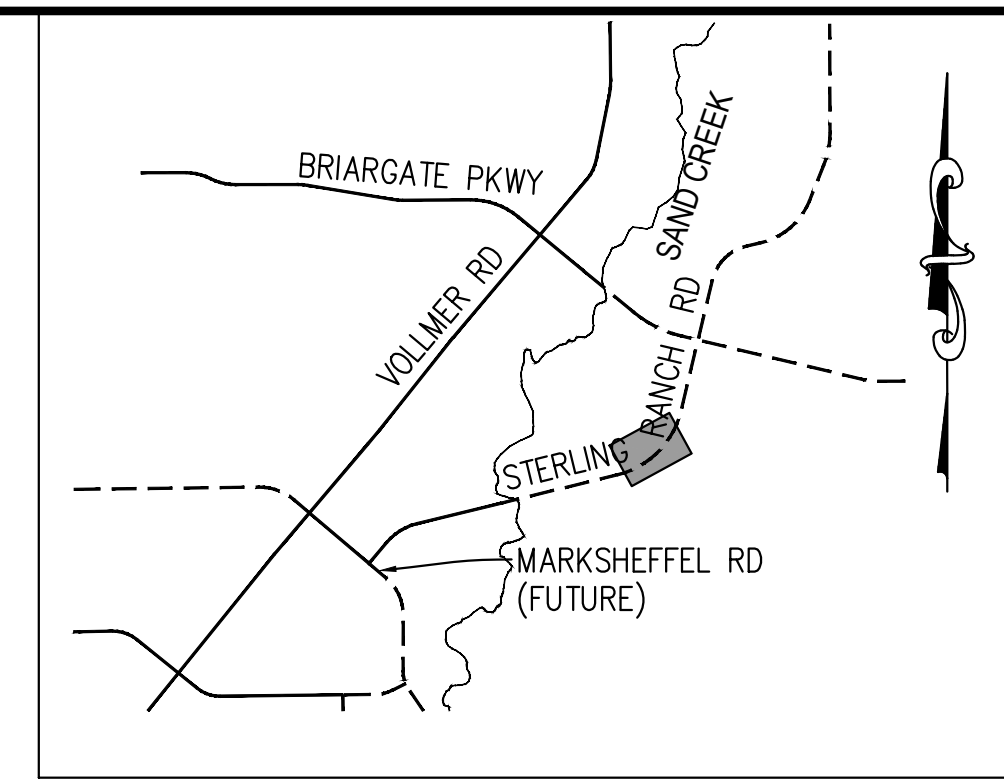 BRIARGATE PKWY
SAND CREEK
VOLLMER RD
STERLING RANCH RD
MARKSHEFFEL RD
(FUTURE)